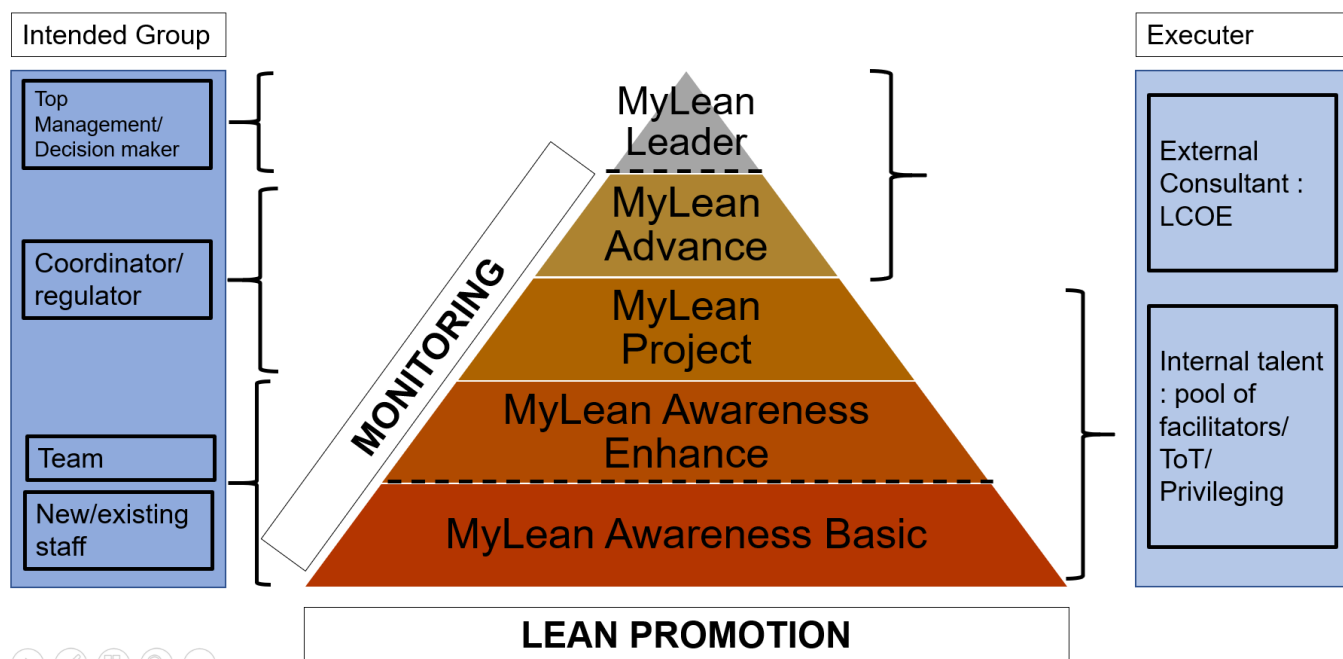 Intended Group
Top
Management/
Decision maker
Coordinator/
regulator
Team
New/existing
staff
MONITORING
MyLean
Leader
MyLean
Advance
MyLean
Project
MyLean Awareness
Enhance
MyLean Awareness Basic
LEAN PROMOTION
Executer
External
Consultant :
LCOE
Internal talent
: pool of
facilitators/
ToT/
Privileging